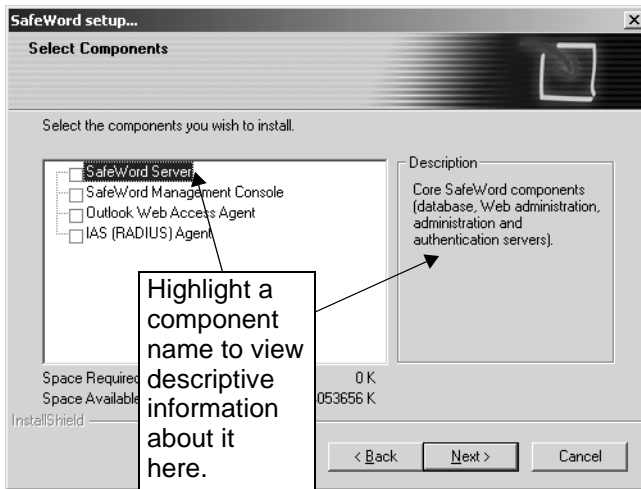 SafeWord setup...
Select Components
Select the components you wish to install.
SafeWord Server
SafeWord Management Console
Outlook Web Access Agent
IAS (RADIUS) Agent
Description
Core SafeWord components
(database, Web administration,
administration and
authentication servers).
Highlight a
component
name to view
descriptive
information
about it
here.
Space Required 0 K
Space Available 053656 K
InstallShield
< Back
Next >
Cancel